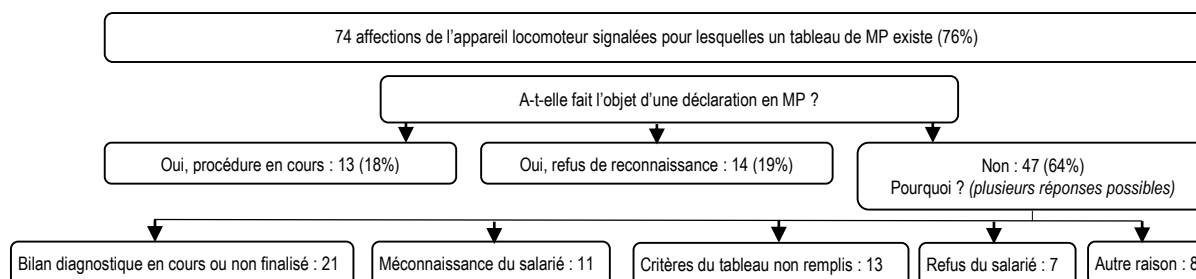 74 affections de l'appareil locomoteur signalées pour lesquelles un tableau de MP existe (76%)
A-t-elle fait l'objet d'une déclaration en MP ?
Oui, procédure en cours : 13 (18%)
Oui, refus de reconnaissance : 14 (19%)
Non : 47 (64%)
Pourquoi ? (plusieurs réponses possibles)
Bilan diagnostique en cours ou non finalisé : 21
Méconnaissance du salarié : 11
Critères du tableau non remplis : 13
Refus du salarié : 7
Autre raison :